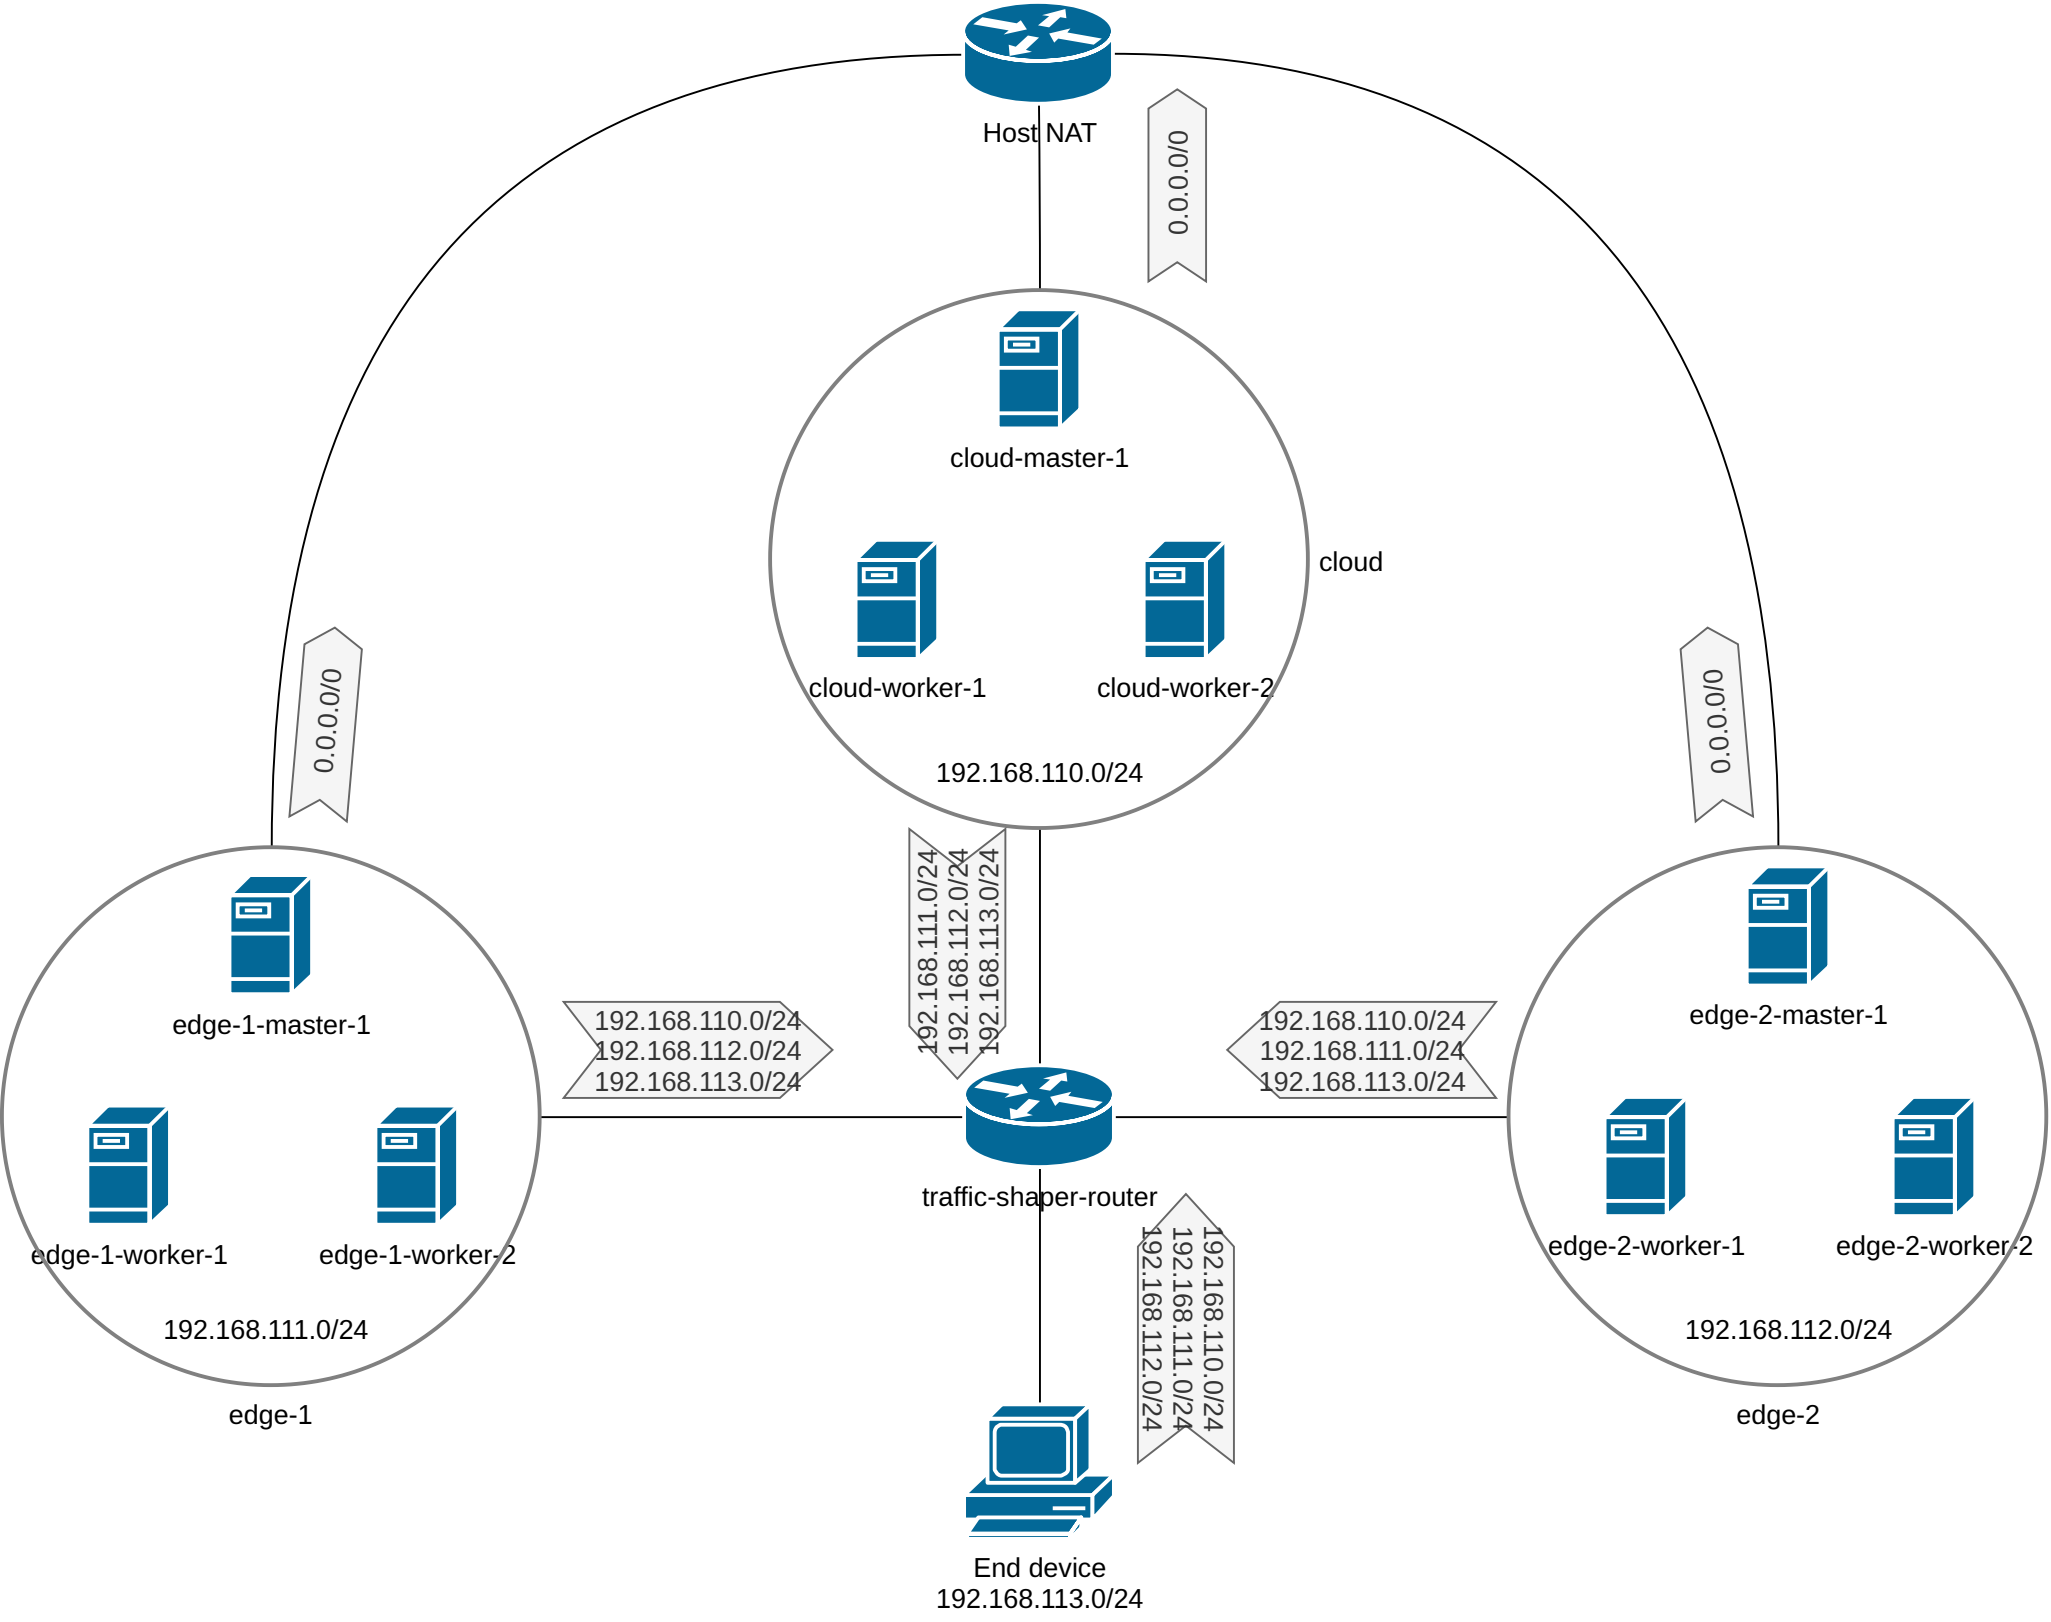 Host NAT
0.0.0.0/0
cloud-master-1
cloud
cloud-worker-1
cloud-worker-2
192.168.110.0/24
0.0.0.0/0
0.0.0.0/0
192.168.111.0/24
192.168.112.0/24
192.168.113.0/24
edge-1-master-1
192.168.110.0/24
192.168.112.0/24
192.168.113.0/24
192.168.110.0/24
192.168.111.0/24
192.168.113.0/24
edge-2-master-1
traffic-shaper-router
edge-1-worker-1
edge-1-worker-2
192.168.111.0/24
edge-1
192.168.110.0/24
192.168.111.0/24
192.168.112.0/24
edge-2-worker-1
edge-2-worker-2
192.168.112.0/24
edge-2
End device
192.168.113.0/24